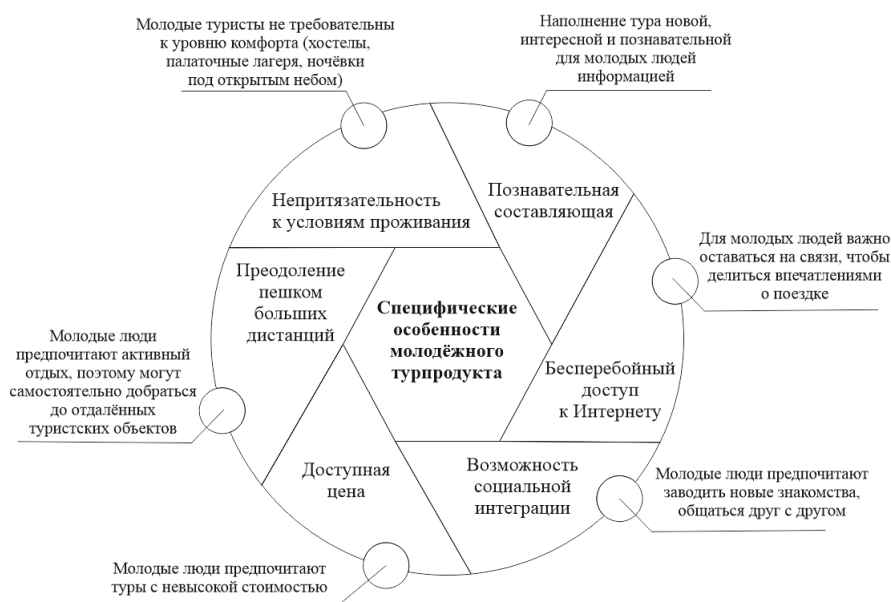 Молодые туристы не требовательны
к уровню комфорта (хостелы,
палаточные лагеря, ночёвки
под открытым небом)
Наполнение тура новой,
интересной и познавательной
для молодых людей
информацией
Непритязательность
к условиям проживания
Познавательная
составляющая
Для молодых людей важно
оставаться на связи, чтобы
делиться впечатлениями
о поездке
Преодоление
пешком
больших
дистанций
Специфические
особенности
молодёжного
турпродукта
Бесперебойный
доступ
к Интернету
Молодые люди
предпочитают активный
отдых, поэтому могут
самостоятельно добраться
до отдалённых
туристских объектов
Доступная
цена
Возможность
социальной
интеграции
Молодые люди предпочитают
заводить новые знакомства,
общаться друг с другом
Молодые люди предпочитают
туры с невысокой стоимостью